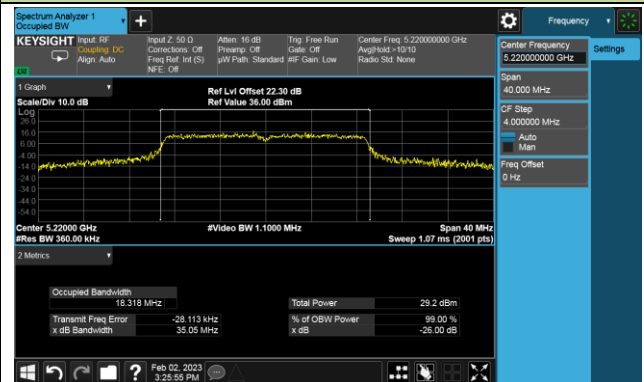 Spectrum Analyzer 1
Occupied BW
Frequency
KEYSIGHT
Input: RF
Coupling: DC
Align: Auto
Input Z: 50 Ω
Corrections: Off
Freq Ref: Int (S)
NFE: Off
Atten: 16 dB
Preamp: Off
µW Path: Standard
Trig: Free Run
Gate: Off
#IF Gain: Low
Center Freq: 5.220000000 GHz
Avg|Hold:>10/10
Radio Std: None
Center Frequency
5.220000000 GHz
Settings
Span
40.000 MHz
CF Step
4.000000 MHz
Auto
Man
Freq Offset
0 Hz
1 Graph
Scale/Div 10.0 dB
Ref Lvl Offset 22.30 dB
Ref Value 36.00 dBm
Log
26.0
16.0
6.00
-4.00
-14.0
-24.0
-34.0
-44.0
-54.0
Center 5.22000 GHz
#Res BW 360.00 kHz
#Video BW 1.1000 MHz
Span 40 MHz
Sweep 1.07 ms (2001 pts)
2 Metrics
Occupied Bandwidth
18.318 MHz
Total Power
29.2 dBm
Transmit Freq Error
-28.113 kHz
% of OBW Power
99.00 %
x dB Bandwidth
35.05 MHz
x dB
-26.00 dB
?
Feb 02, 2023
3:25:55 PM